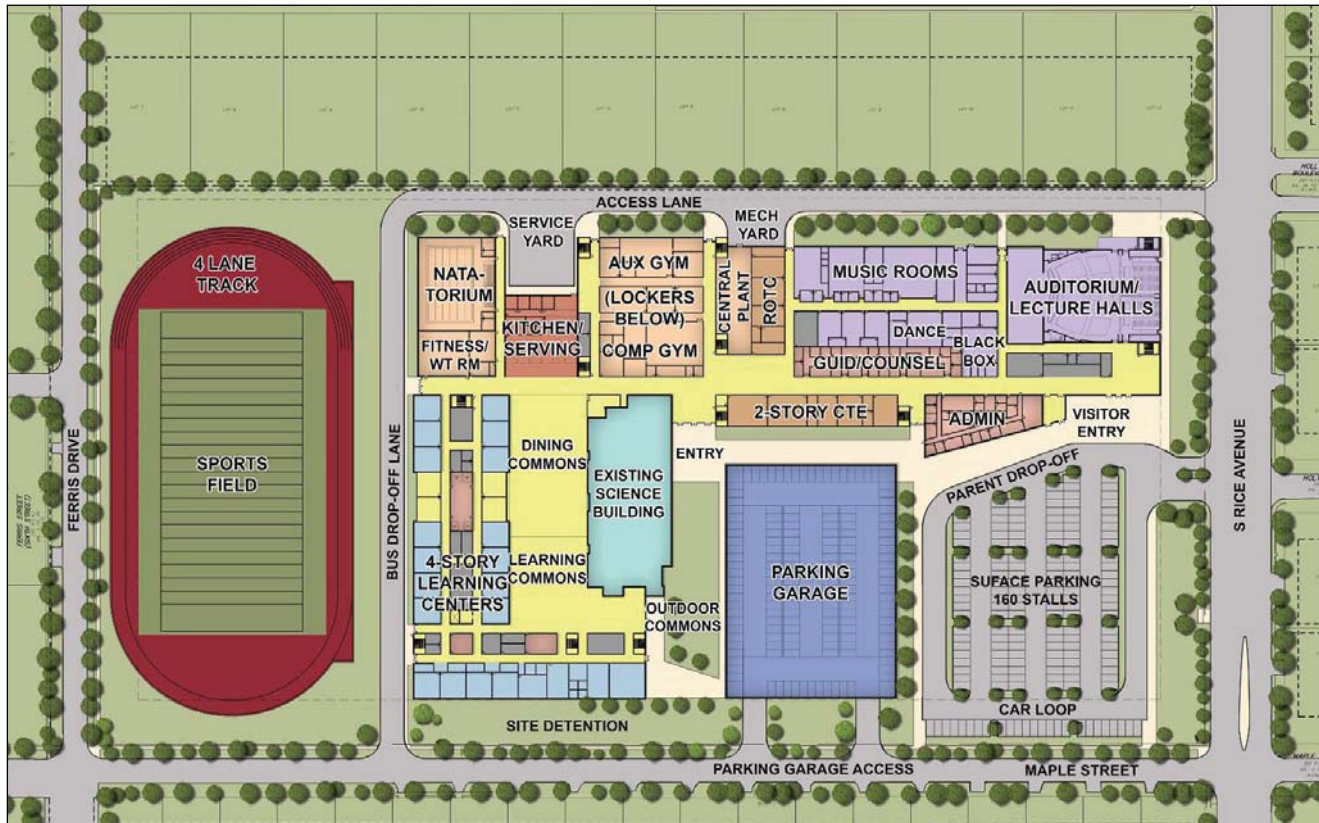 ACCESS LANE
SERVICE
YARD
MECH
YARD
4 LANE
TRACK
NATA-
TORIUM
AUX GYM
(LOCKERS
BELOW)
COMP GYM
CENTRAL
PLANT
ROTC
MUSIC ROOMS
AUDITORIUM/
LECTURE HALLS
KITCHEN/
SERVING
FITNESS/
WT RM
DANCE
BLACK
BOX
GUID/COUNSEL
2-STORY CTE
ADMIN
VISITOR
ENTRY
FERRIS DRIVE
SPORTS
FIELD
BUS DROP-OFF LANE
DINING
COMMONS
EXISTING
SCIENCE
BUILDING
ENTRY
PARENT DROP-OFF
S RICE AVENUE
4-STORY
LEARNING
CENTERS
LEARNING
COMMONS
OUTDOOR
COMMONS
PARKING
GARAGE
SUFACE PARKING
160 STALLS
CAR LOOP
SITE DETENTION
PARKING GARAGE ACCESS
MAPLE STREET